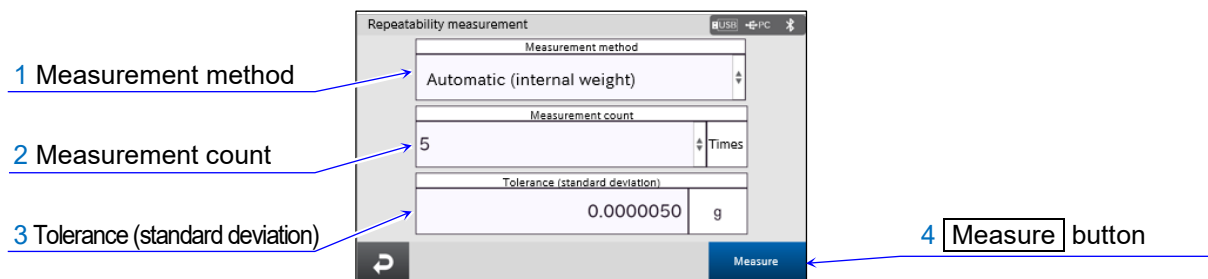 Repeatability measurement USB PC
Measurement method
1 Measurement method
Automatic (internal weight)
Measurement count
2 Measurement count
5 Times
Tolerance (standard deviation)
3 Tolerance (standard deviation)
0.0000050 g
4 Measure button
Measure